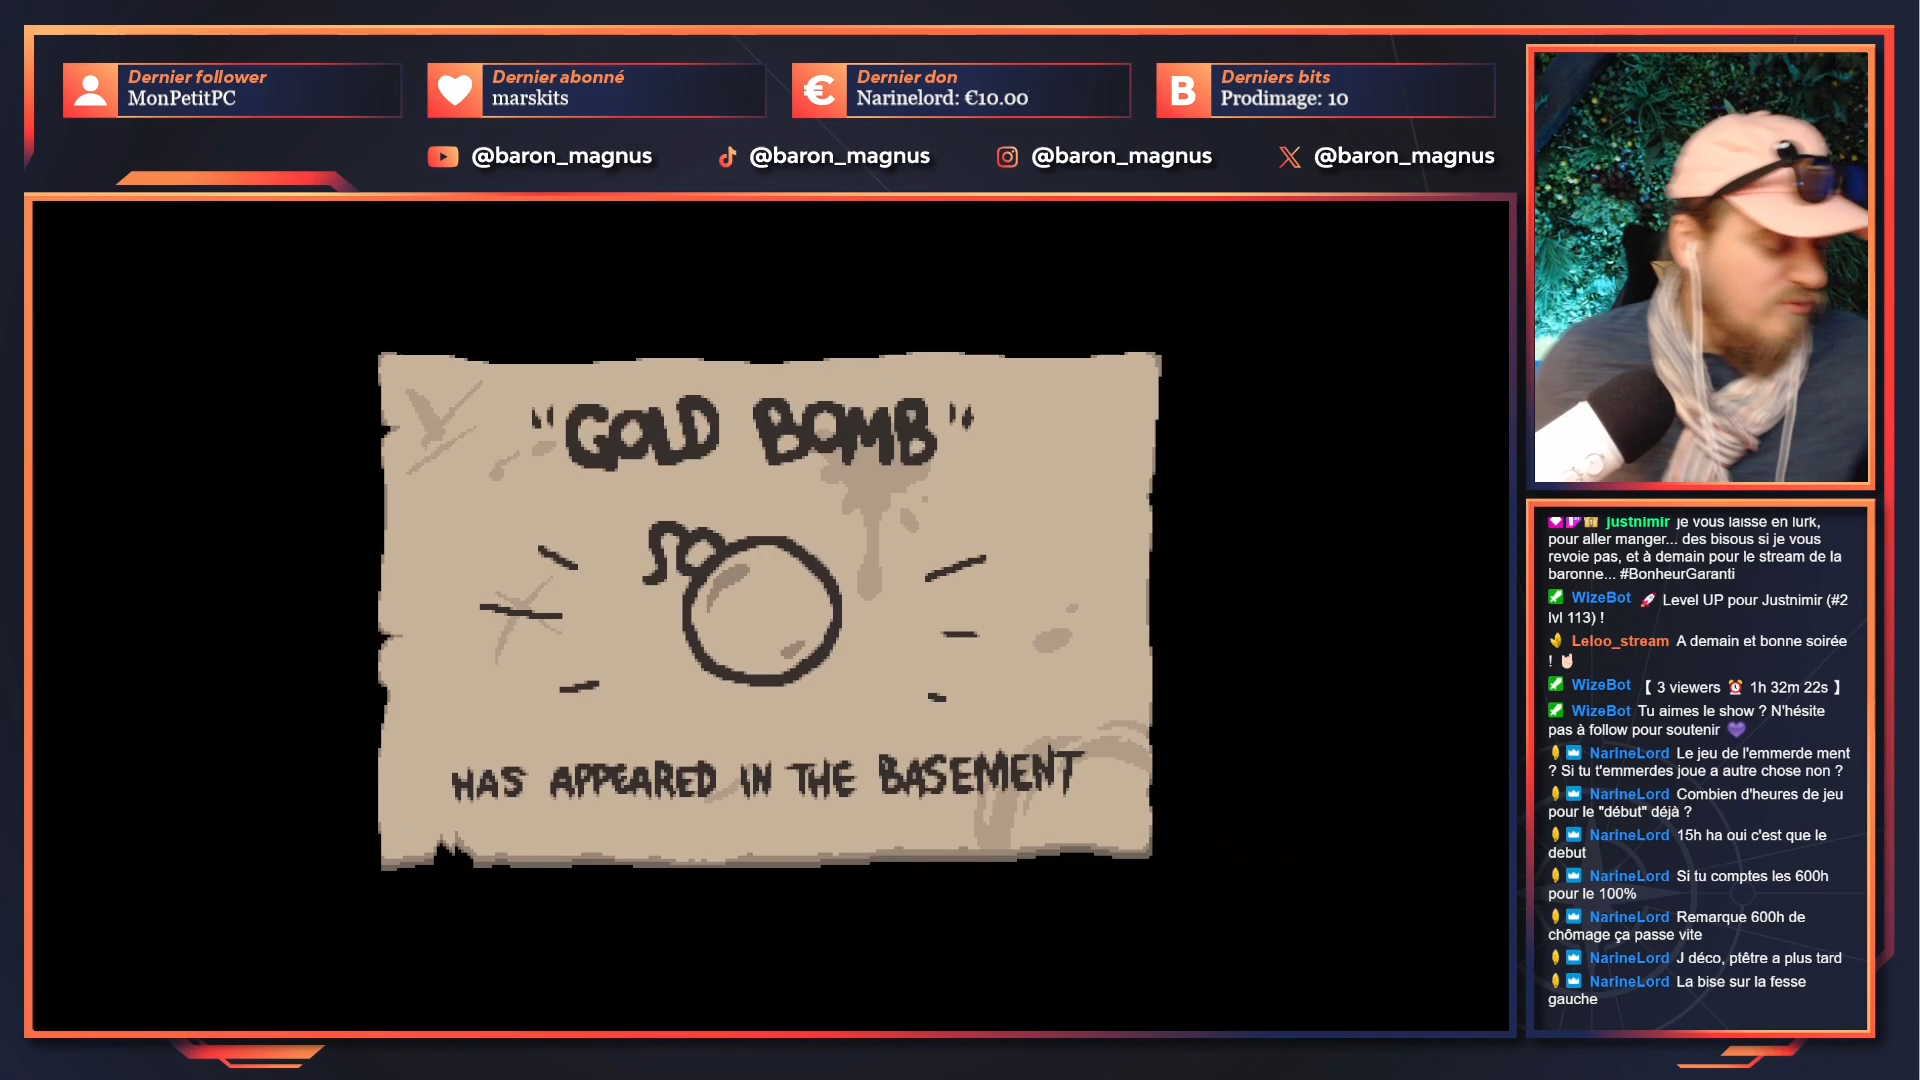 Dernier follower
MonPetitPC
Dernier abonné
marskits
Dernier don
Narinelord: €10.00
Derniers bits
Prodimage: 10
@baron_magnus
@baron_magnus
@baron_magnus
@baron_magnus
"GOLD BOMB"
HAS APPEARED IN THE BASEMENT
justnimir je vous laisse en lurk,
pour aller manger... des bisous si je vous
revoie pas, et à demain pour le stream de la
baronne... #BonheurGaranti
WizeBot 🚀 Level UP pour Justnimir (#2
lvl 113) !
Leloo_stream A demain et bonne soirée
! 🤘🏻
WizeBot 【 3 viewers ⏰ 1h 32m 22s 】
WizeBot Tu aimes le show ? N'hésite
pas à follow pour soutenir 💜
NarineLord Le jeu de l'emmerde ment
? Si tu t'emmerdes joue a autre chose non ?
NarineLord Combien d'heures de jeu
pour le "début" déjà ?
NarineLord 15h ha oui c'est que le
debut
NarineLord Si tu comptes les 600h
pour le 100%
NarineLord Remarque 600h de
chômage ça passe vite
NarineLord J déco, ptêtre a plus tard
NarineLord La bise sur la fesse
gauche